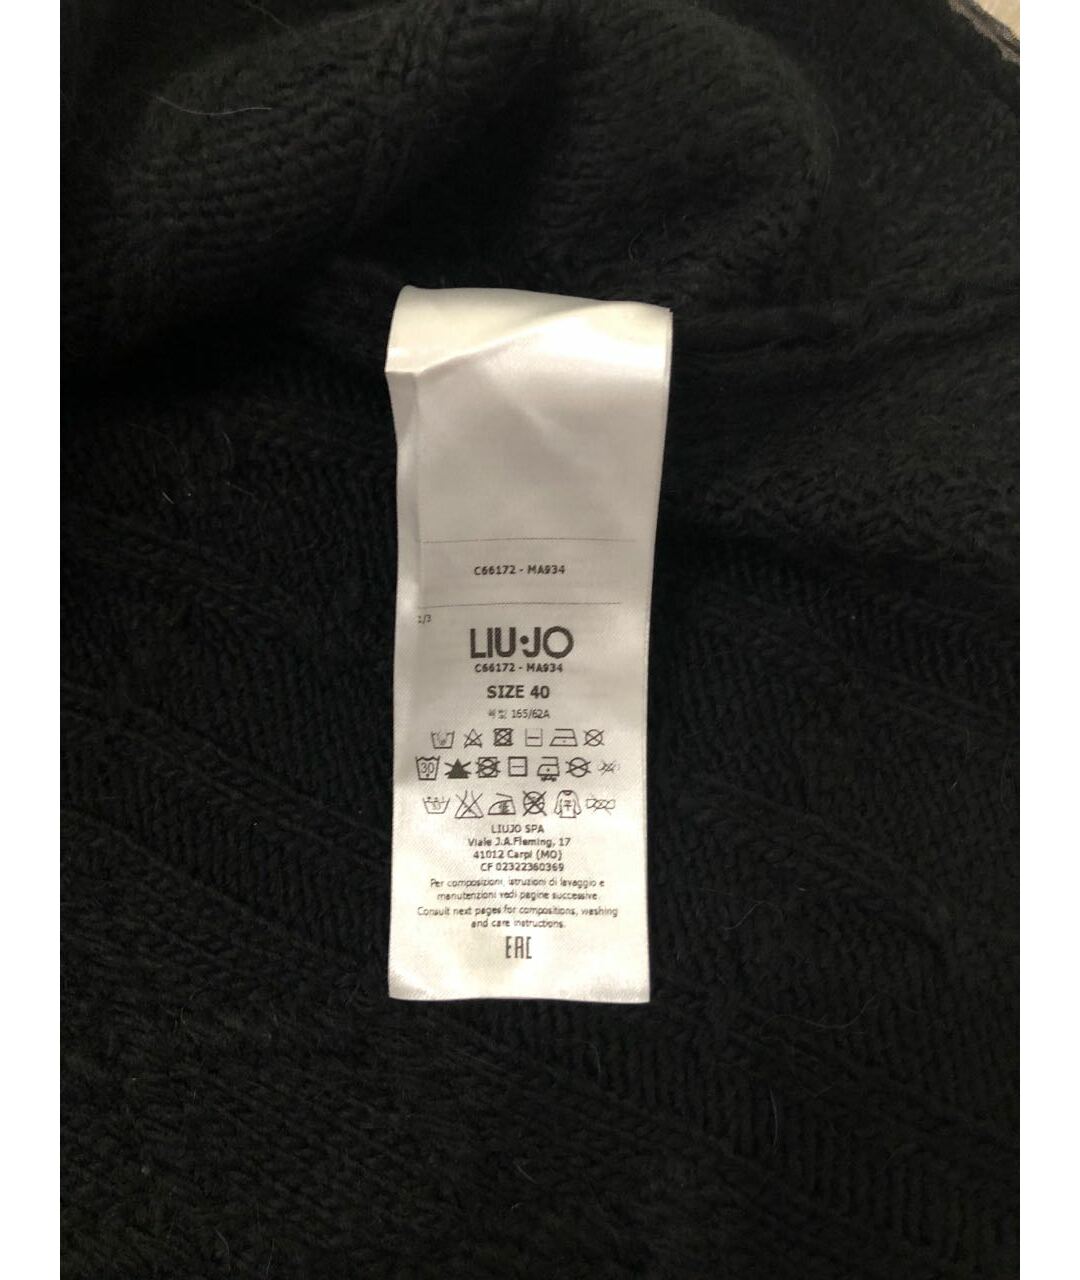 C66172 - MA934
1/3
LIU·JO
C66172 - MA934
SIZE 40
165/62A
30
LIUJO SPA
Viale J.A.Fleming, 17
41012 Carpi (MO)
CF 02322360369
Per composizioni, istruzioni di lavaggio e
manutenzioni vedi pagine successive.
Consult next pages for compositions, washing
and care instructions.
EAC